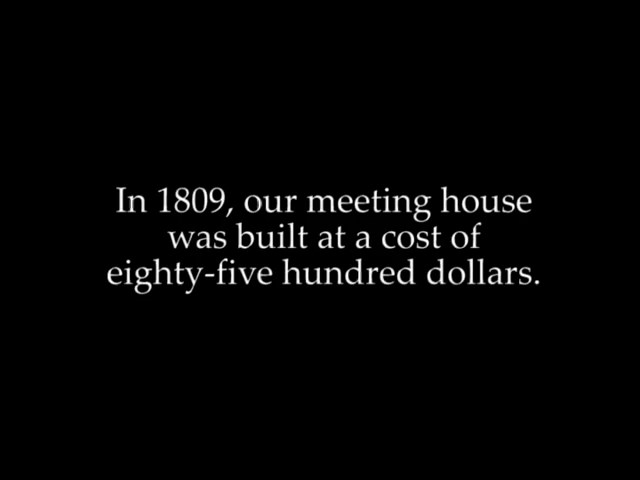 In 1809, our meeting house
was built at a cost of
eighty-five hundred dollars.